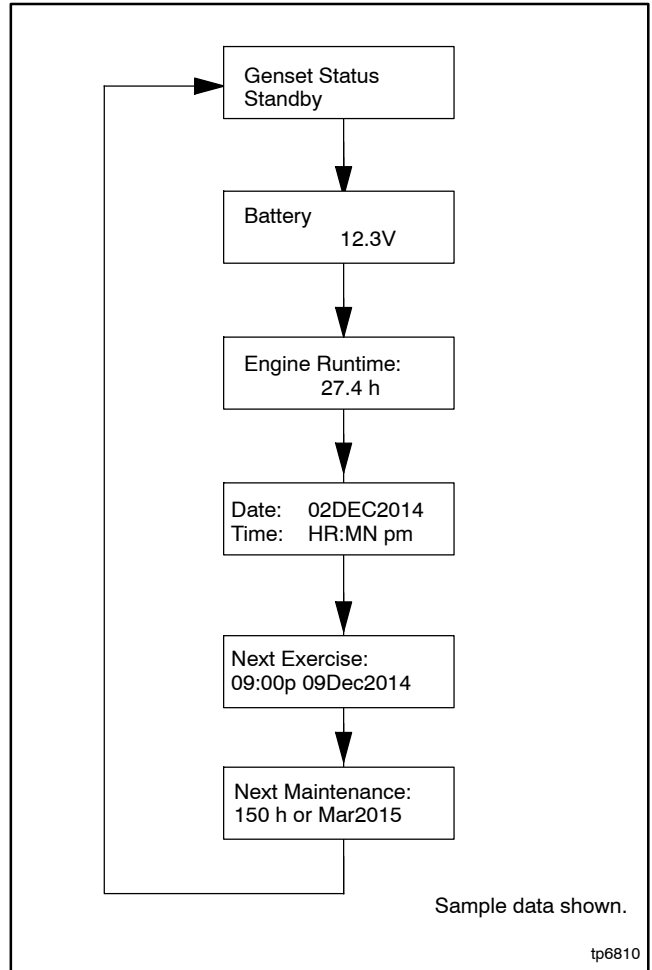 Genset Status
Standby
Battery
12.3V
Engine Runtime:
27.4 h
Date: 02DEC2014
Time: HR:MN pm
Next Exercise:
09:00p 09Dec2014
Next Maintenance:
150 h or Mar2015
Sample data shown.
tp6810